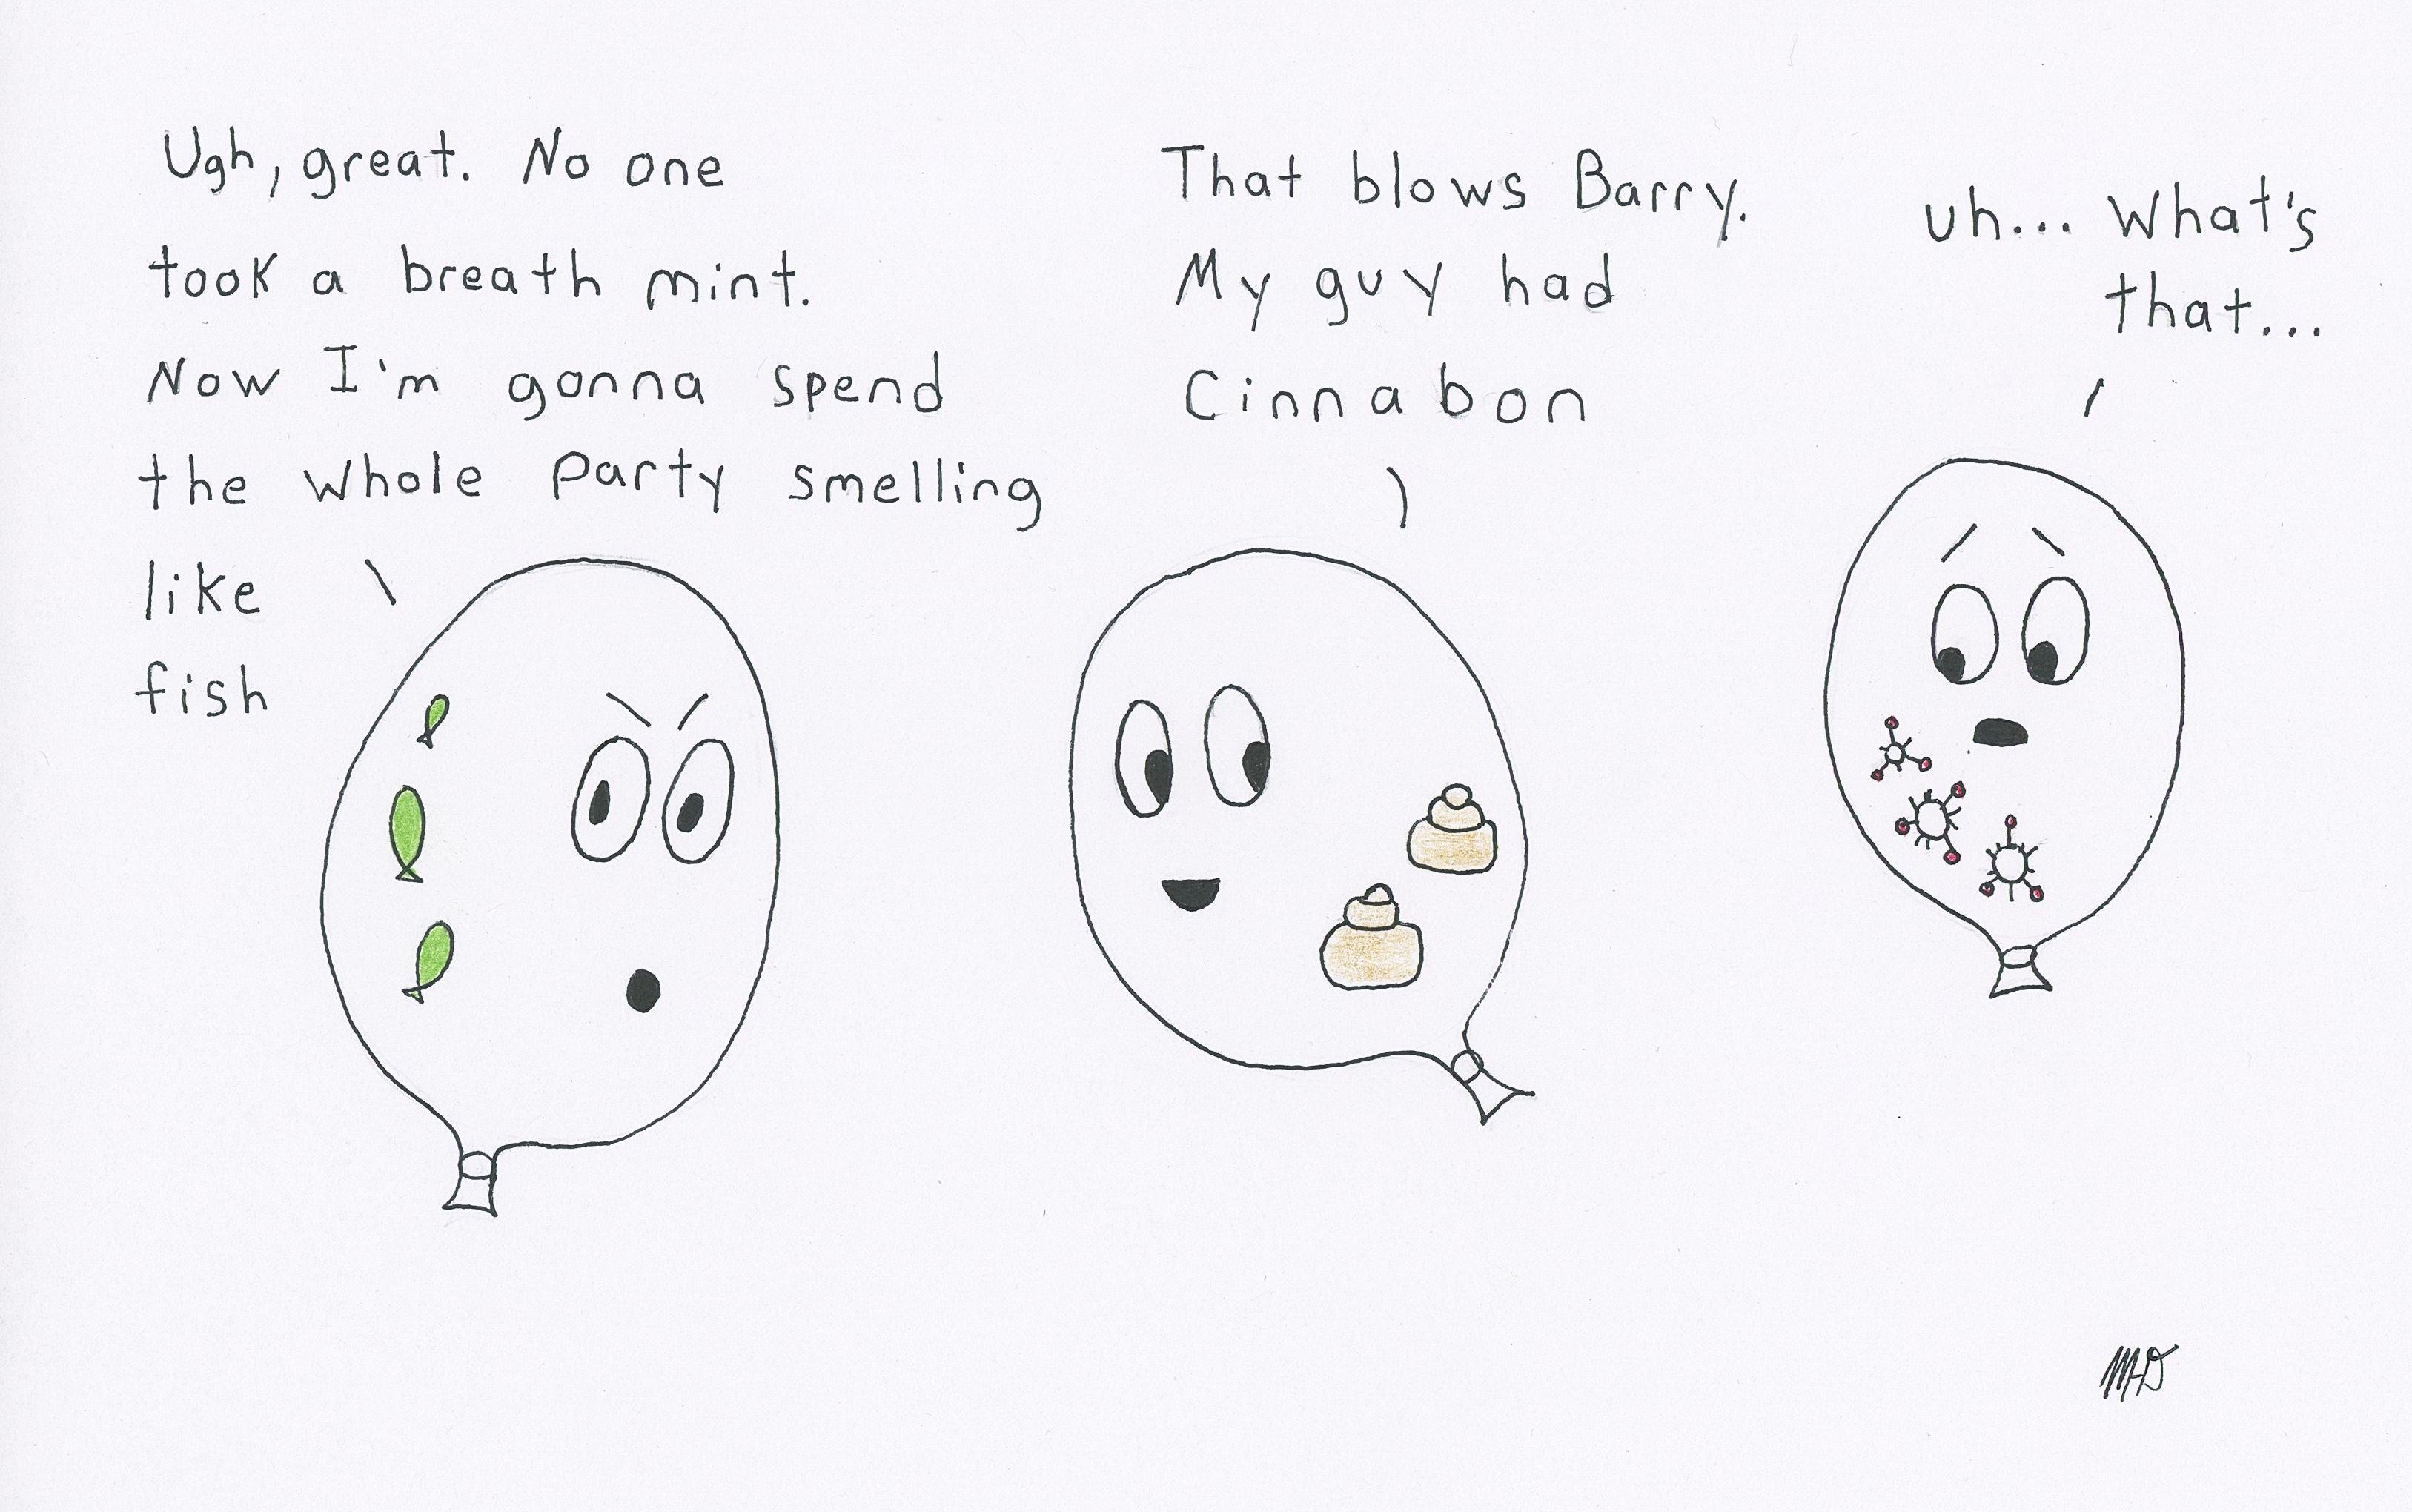 Ugh, great. No one
took a breath mint.
Now I'm gonna spend
the whole party smelling
like
fish
That blows Barry.
My guy had
Cinnabon
uh... What's
that...